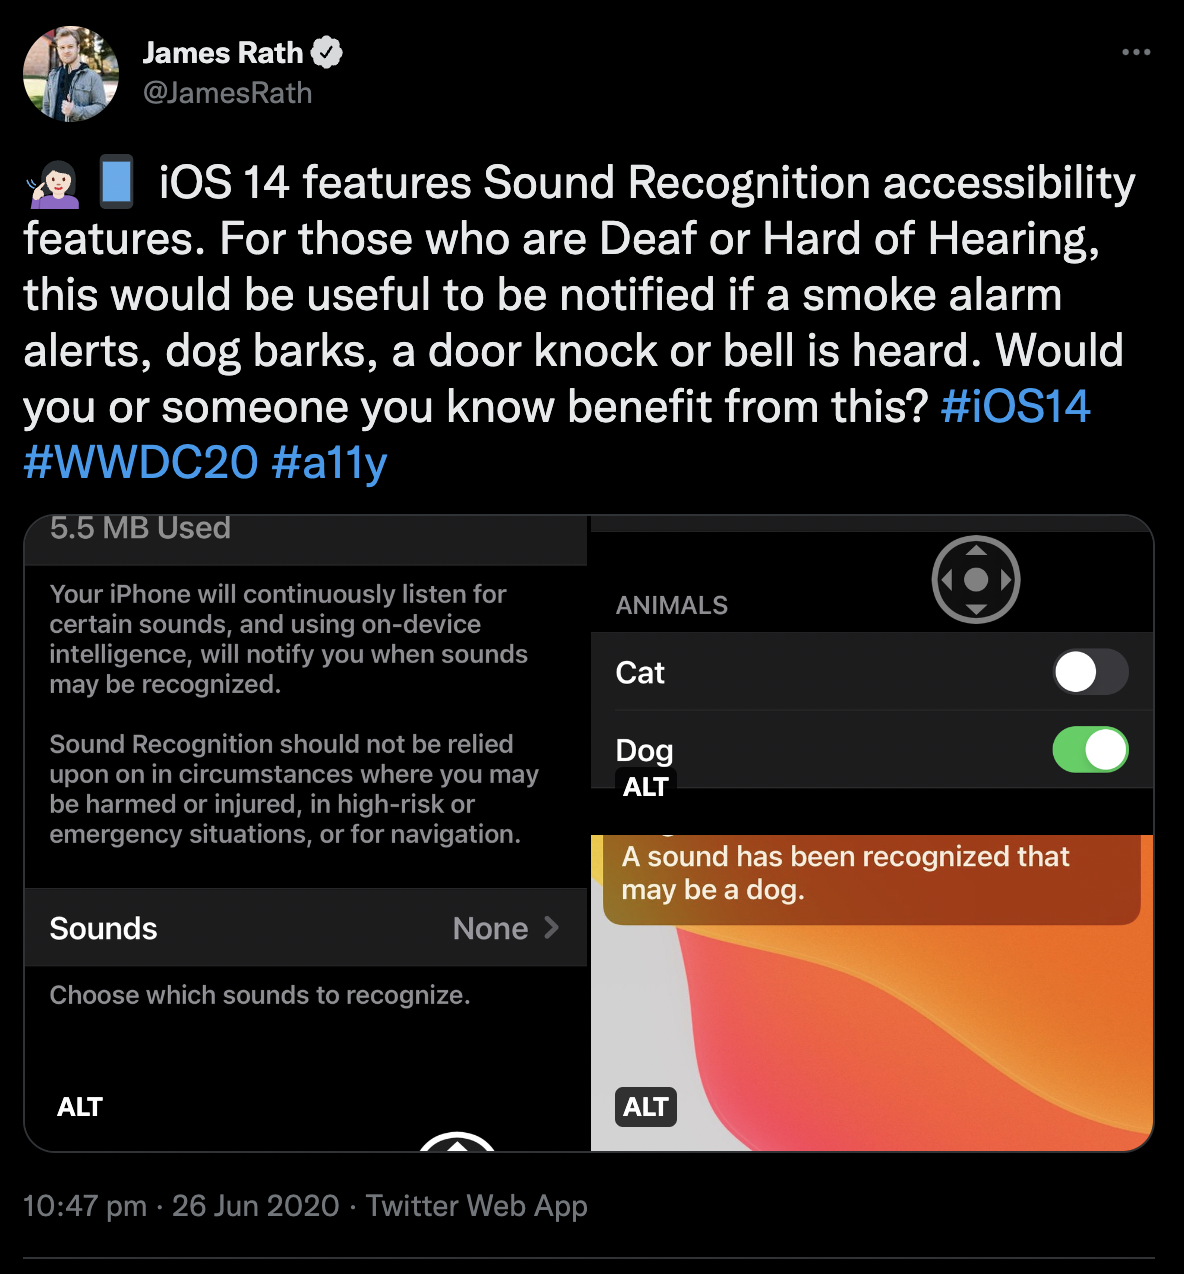 James Rath
@JamesRath
iOS 14 features Sound Recognition accessibility
features. For those who are Deaf or Hard of Hearing,
this would be useful to be notified if a smoke alarm
alerts, dog barks, a door knock or bell is heard. Would
you or someone you know benefit from this? #iOS14
#WWDC20 #a11y
5.5 MB Used
Your iPhone will continuously listen for
certain sounds, and using on-device
intelligence, will notify you when sounds
may be recognized.
Sound Recognition should not be relied
upon on in circumstances where you may
be harmed or injured, in high-risk or
emergency situations, or for navigation.
Sounds None
Choose which sounds to recognize.
ALT
ANIMALS
Cat
Dog
ALT
A sound has been recognized that
may be a dog.
ALT
10:47 pm · 26 Jun 2020 · Twitter Web App